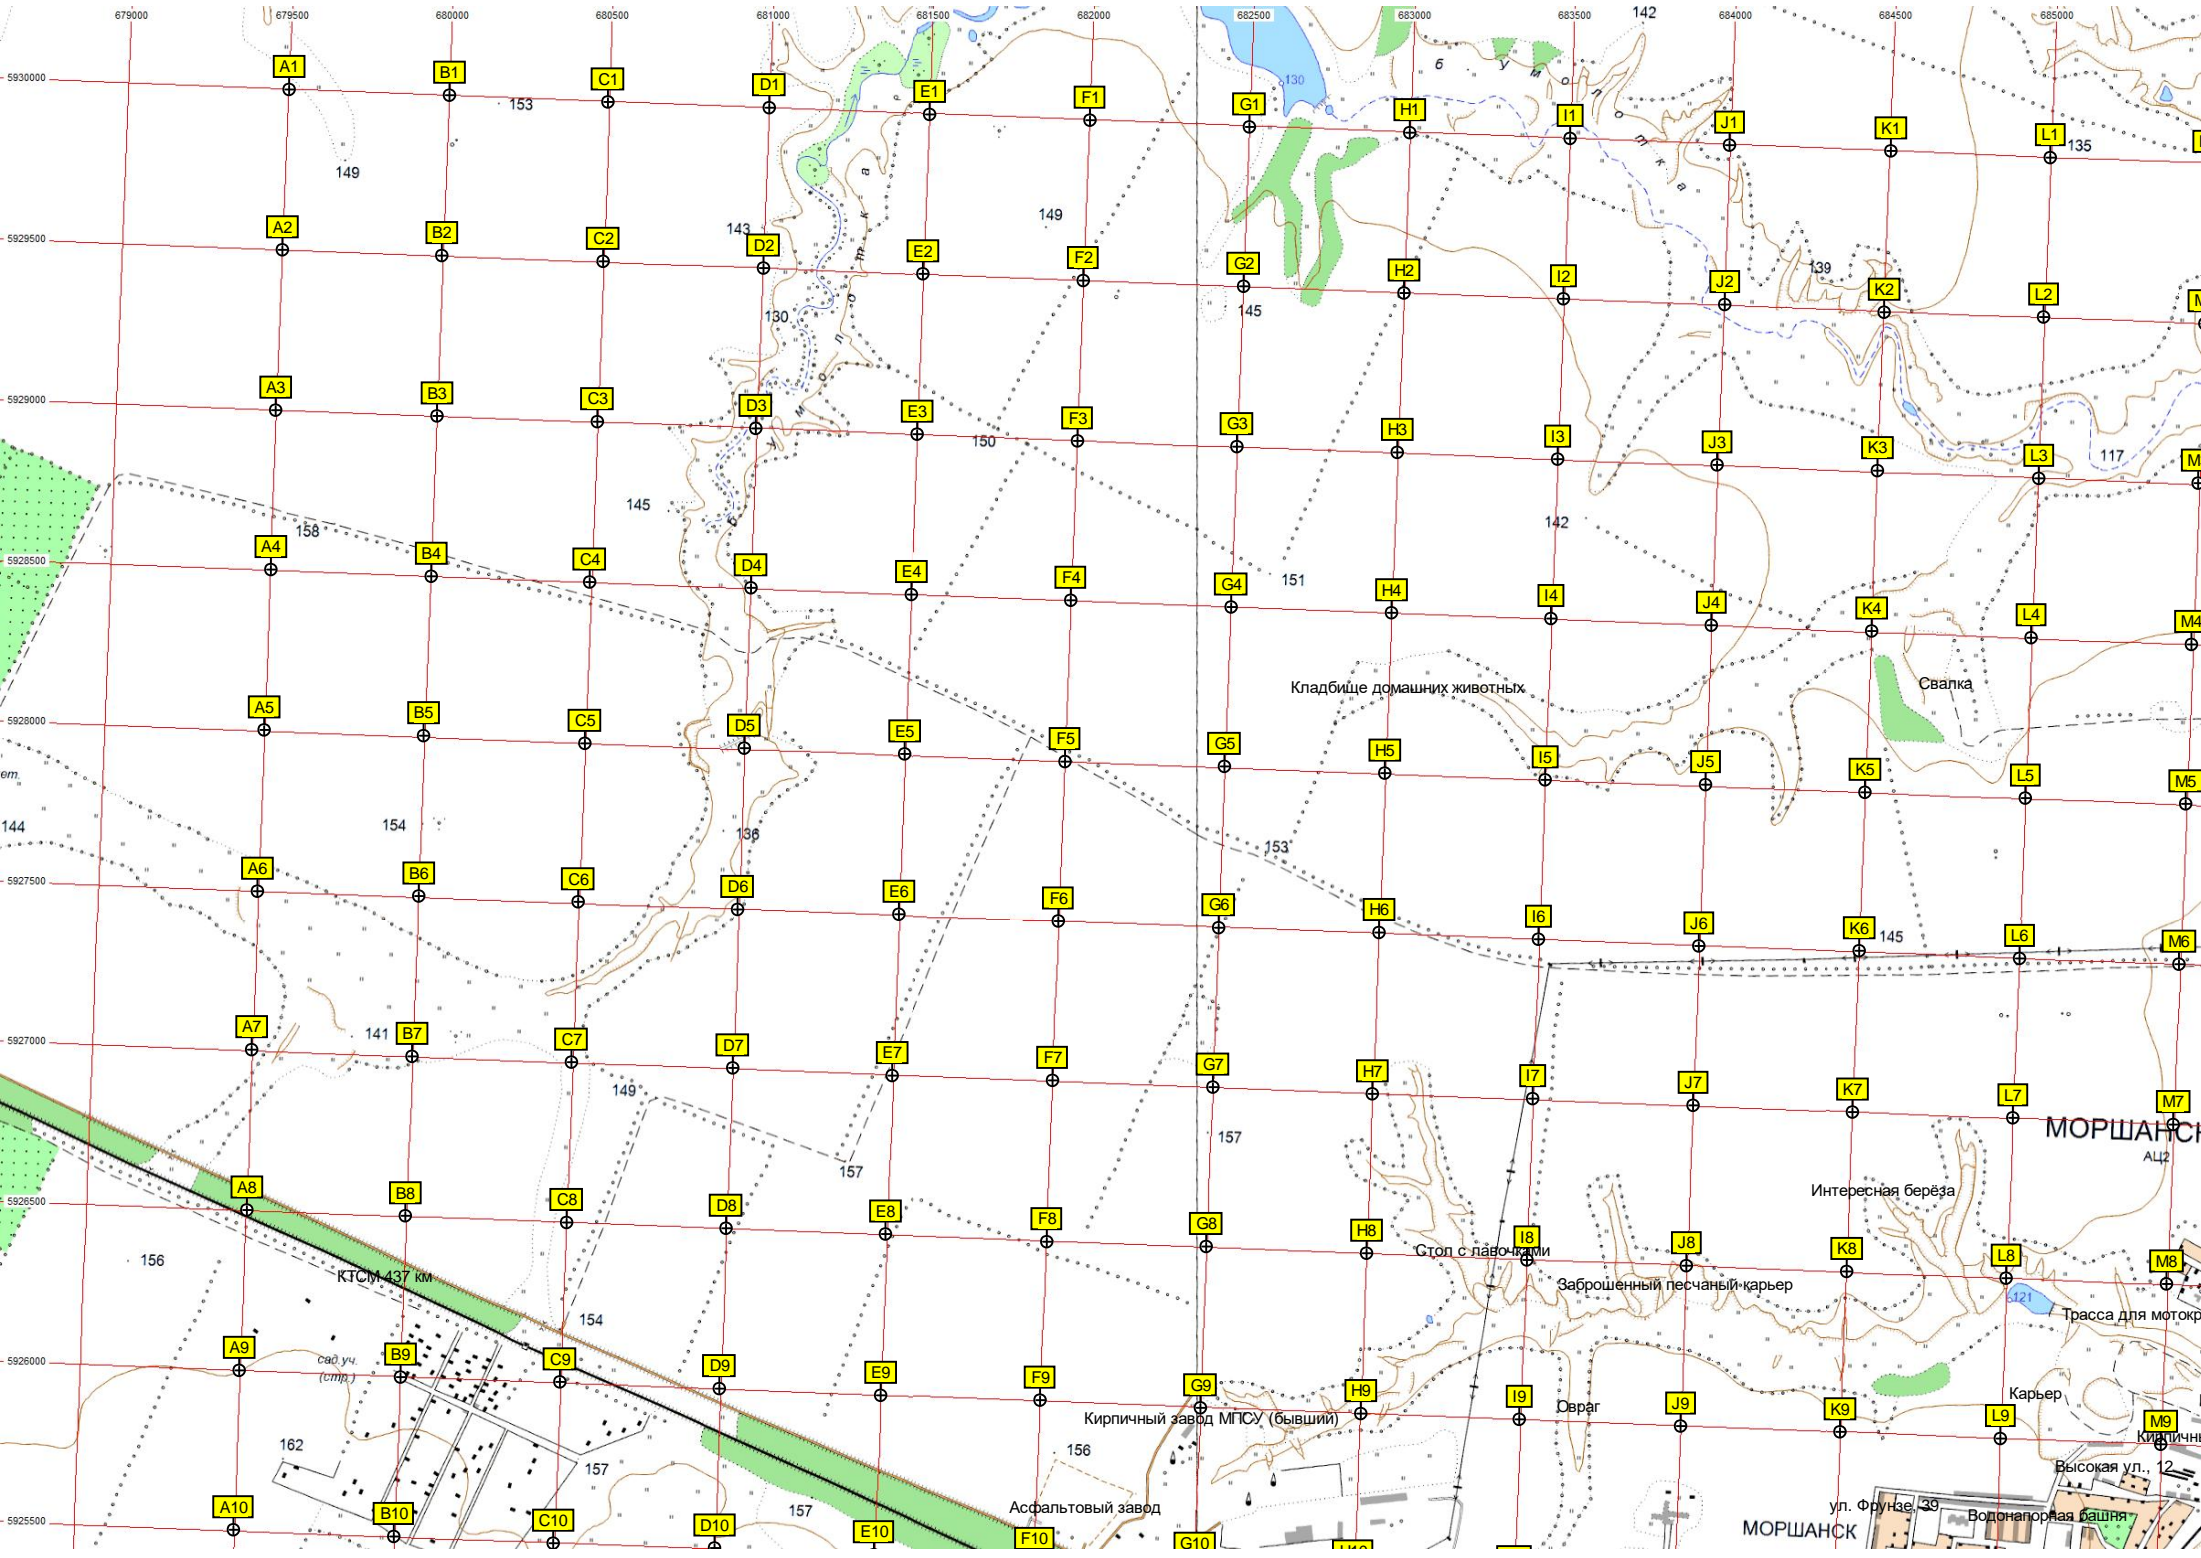 679000 679500 680000 680500 681000 681500 682000 682500 683000 683500 684000 684500 685000
142
130
б у м о л о т к а
5930000
A1 B1 C1 D1 E1 F1 G1 H1 I1 J1 K1 L1
153
135
149
149
143
5929500
A2 B2 C2 D2 E2 F2 G2 H2 I2 J2 K2 L2
139
145
130
5929000
A3 B3 C3 D3 E3 F3 G3 H3 I3 J3 K3 L3
150
117
145
142
158
5928500
A4 B4 C4 D4 E4 F4 G4 H4 I4 J4 K4 L4 M4
151
Кладбище домашних животных
Свалка
5928000
A5 B5 C5 D5 E5 F5 G5 H5 I5 J5 K5 L5 M5
144
154
136
153
5927500
A6 B6 C6 D6 E6 F6 G6 H6 I6 J6 K6 L6 M6
145
5927000
A7 B7 C7 D7 E7 F7 G7 H7 I7 J7 K7 L7 M7
141
149
157
МОРШАНСК
АЦ2
157
5926500
A8 B8 C8 D8 E8 F8 G8 H8 I8 J8 K8 L8 M8
Интересная берёза
156
Стол с лавочками
КТСМ 437 км
Заброшенный песчаный карьер
121
Трасса для мотокр
154
5926000
A9 B9 C9 D9 E9 F9 G9 H9 I9 J9 K9 L9 M9
сад.уч.
(стр.)
Карьер
Овраг
Кирпичный завод МПСУ (бывший)
Кирпичнь
162
156
157
Высокая ул., 12
5925500
A10 B10 C10 D10 E10 F10 G10
157
Асфальтовый завод
ул. Фрунзе, 39
Водонапорная башня
МОРШАНСК